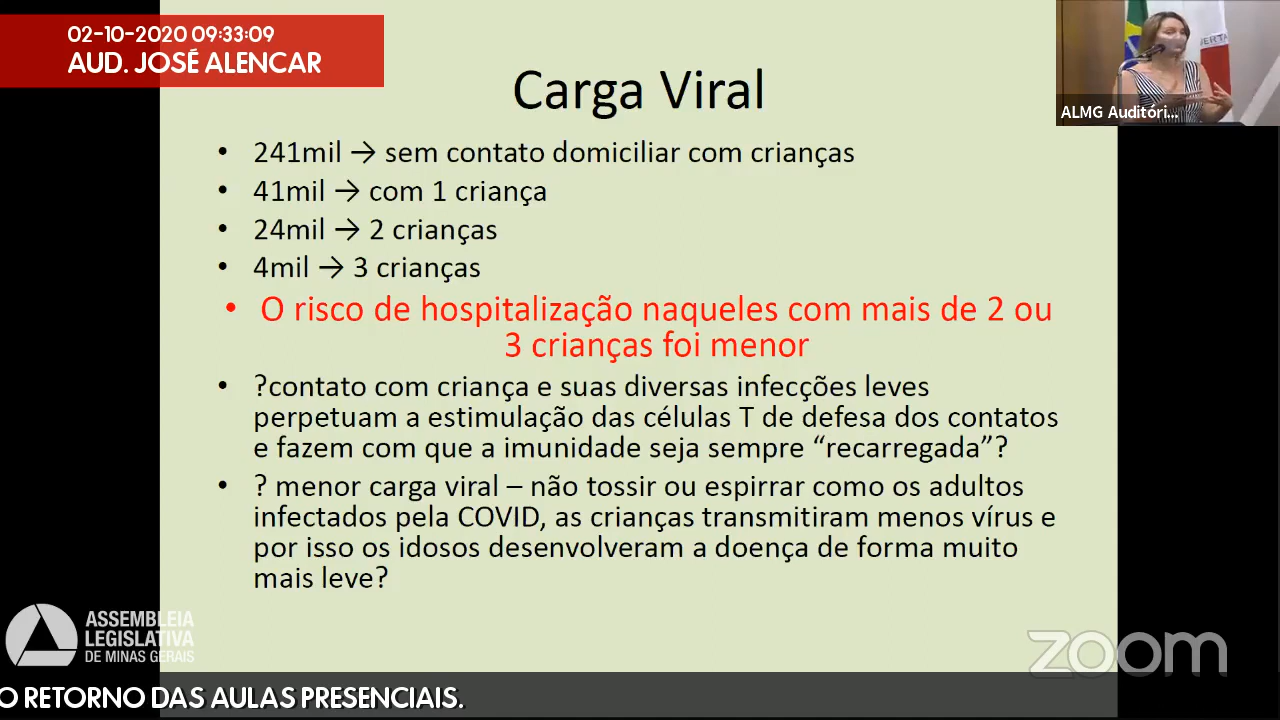 02-10-2020 09:33:09
AUD. JOSÉ ALENCAR
Carga Viral
• 241mil → sem contato domiciliar com crianças
• 41mil → com 1 criança
• 24mil → 2 crianças
• 4mil → 3 crianças
• O risco de hospitalização naqueles com mais de 2 ou
3 crianças foi menor
• ?contato com criança e suas diversas infecções leves
perpetuam a estimulação das células T de defesa dos contatos
e fazem com que a imunidade seja sempre “recarregada”?
• ? menor carga viral – não tossir ou espirrar como os adultos
infectados pela COVID, as crianças transmitiram menos vírus e
por isso os idosos desenvolveram a doença de forma muito
mais leve?
ALMG Auditóri...
ASSEMBLEIA
LEGISLATIVA
DE MINAS GERAIS
zoom
O RETORNO DAS AULAS PRESENCIAIS.